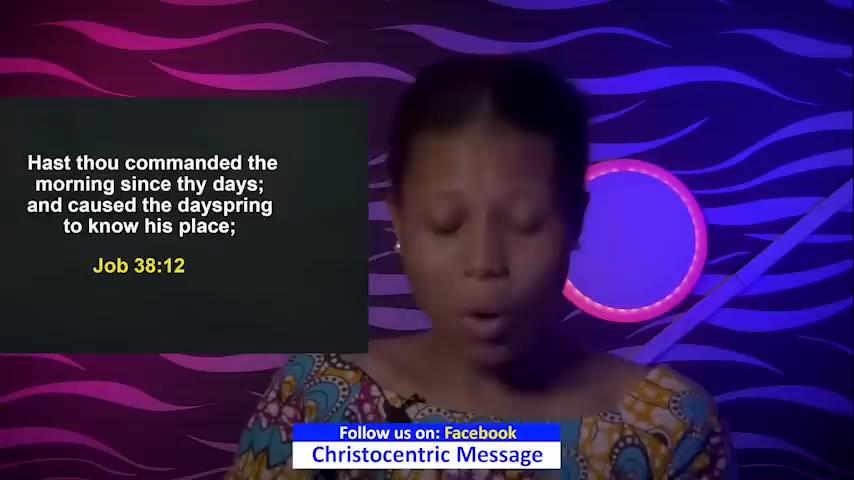 Hast thou commanded the
morning since thy days;
and caused the dayspring
to know his place;
Job 38:12
Follow us on: Facebook
Christocentric Message